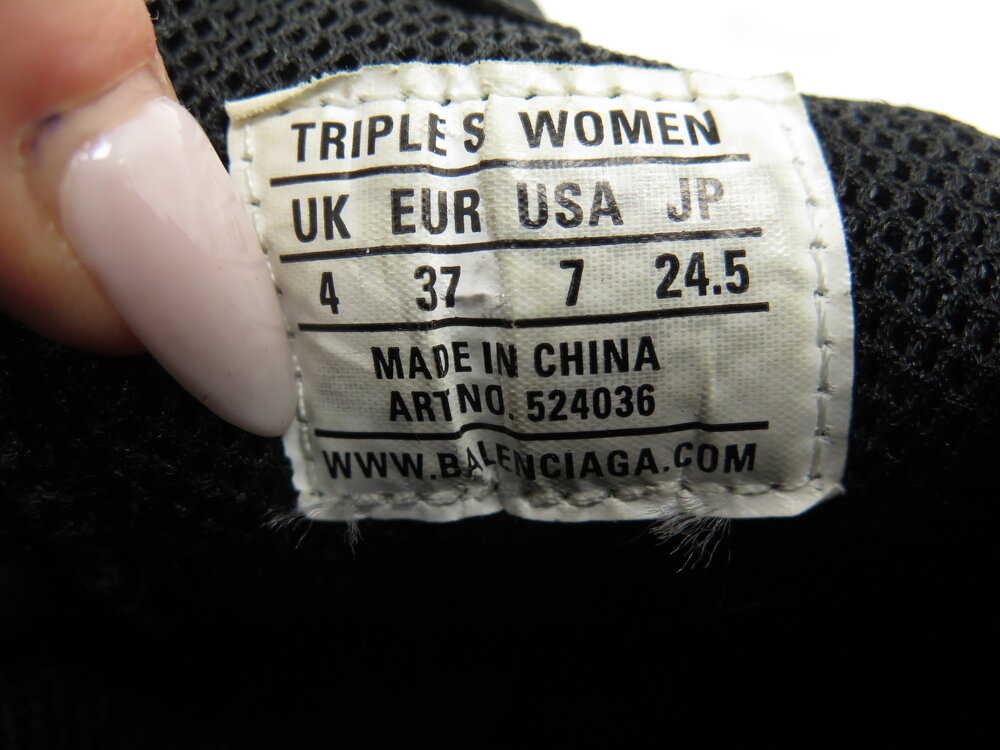 TRIPLE S WOMEN
UK EUR USA JP
4 37 7 24.5
MADE IN CHINA
ART NO. 524036
WWW.BALENCIAGA.COM